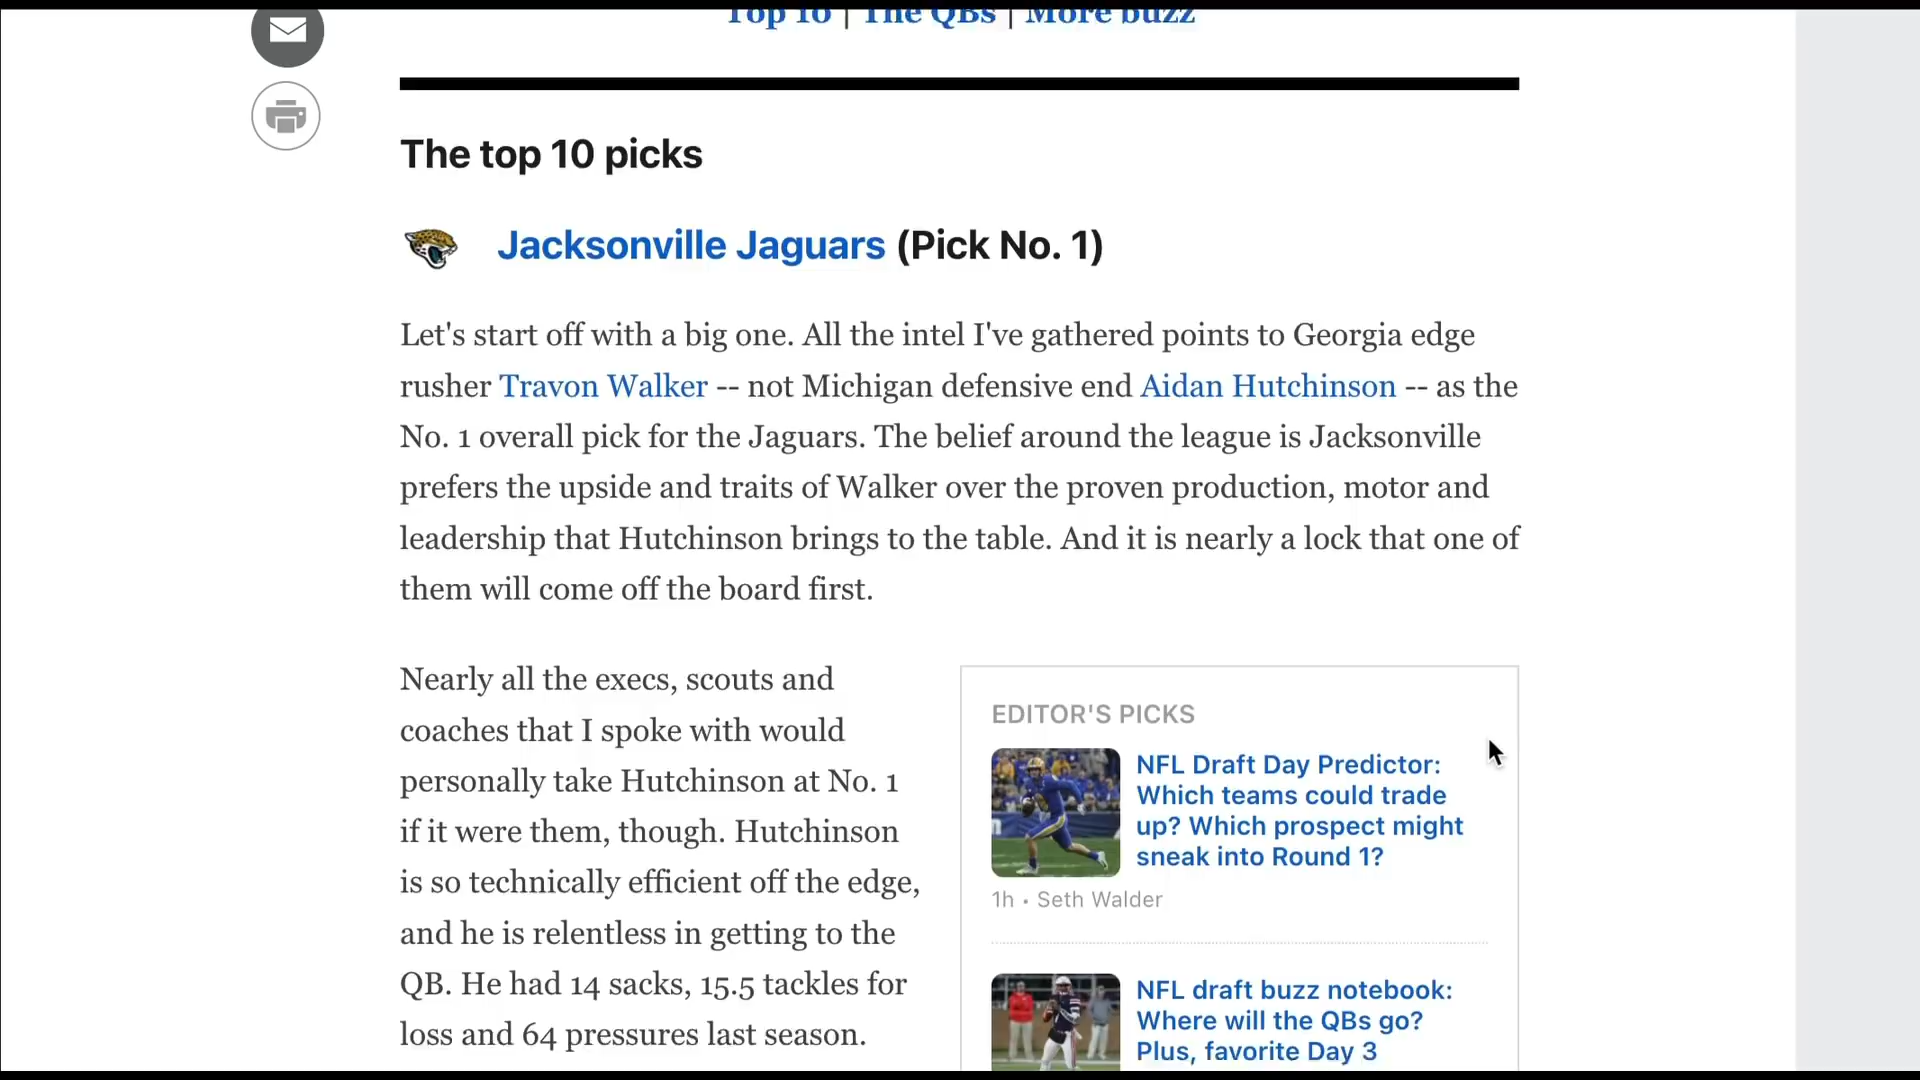 Top 10 | The QBs | More buzz
The top 10 picks
Jacksonville Jaguars (Pick No. 1)
Let's start off with a big one. All the intel I've gathered points to Georgia edge
rusher Travon Walker -- not Michigan defensive end Aidan Hutchinson -- as the
No. 1 overall pick for the Jaguars. The belief around the league is Jacksonville
prefers the upside and traits of Walker over the proven production, motor and
leadership that Hutchinson brings to the table. And it is nearly a lock that one of
them will come off the board first.
Nearly all the execs, scouts and
coaches that I spoke with would
personally take Hutchinson at No. 1
if it were them, though. Hutchinson
is so technically efficient off the edge,
and he is relentless in getting to the
QB. He had 14 sacks, 15.5 tackles for
loss and 64 pressures last season.
EDITOR'S PICKS
NFL Draft Day Predictor:
Which teams could trade
up? Which prospect might
sneak into Round 1?
1h • Seth Walder
NFL draft buzz notebook:
Where will the QBs go?
Plus, favorite Day 3